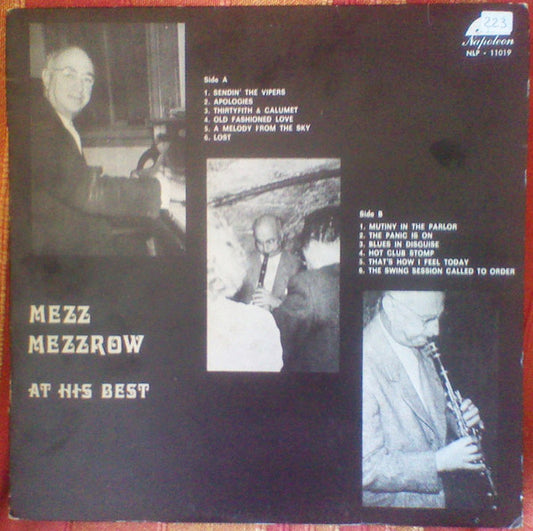 223
Napoleon
NLP - 11019
Side A
1. SENDIN' THE VIPERS
2. APOLOGIES
3. THIRTYFITH & CALUMET
4. OLD FASHIONED LOVE
5. A MELODY FROM THE SKY
6. LOST
Side B
1. MUTINY IN THE PARLOR
2. THE PANIC IS ON
3. BLUES IN DISGUISE
4. HOT CLUB STOMP
5. THAT'S HOW I FEEL TODAY
6. THE SWING SESSION CALLED TO ORDER
MEZZ
MEZZROW
AT HIS BEST